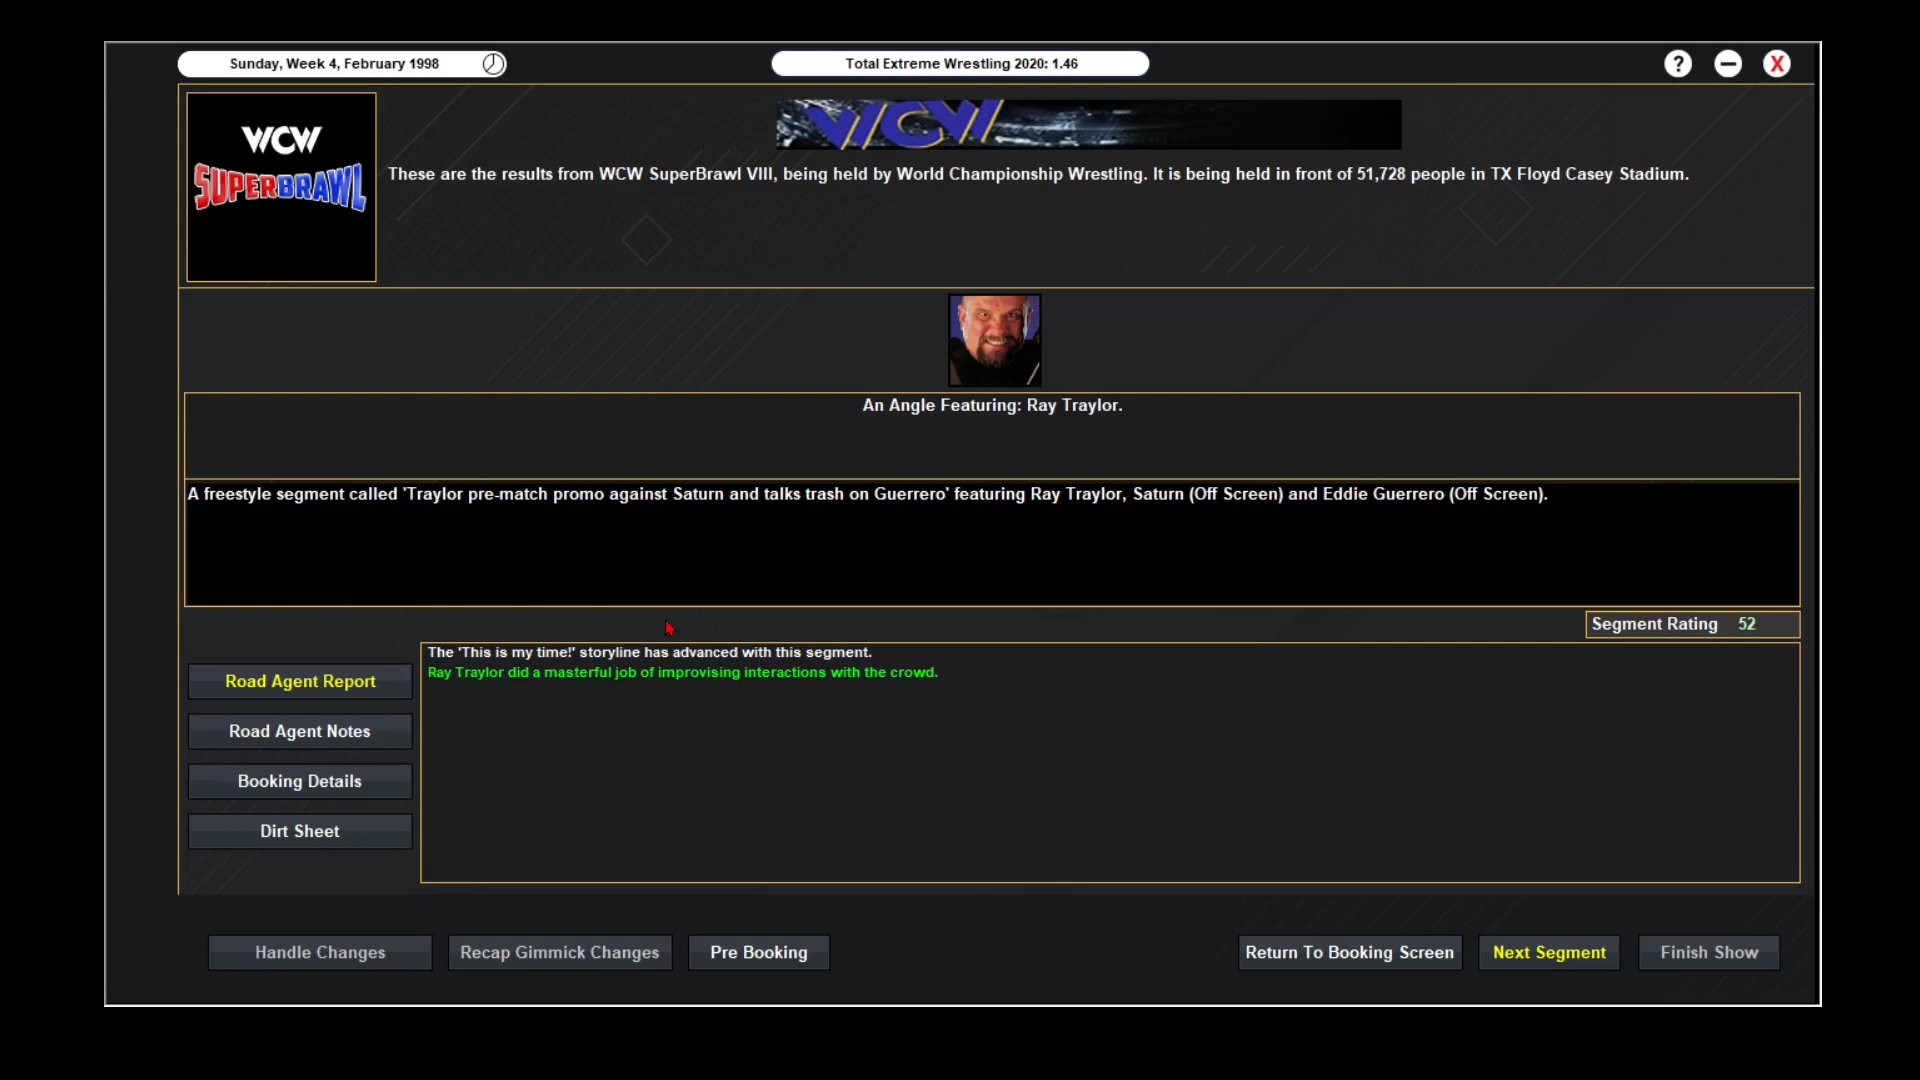 Sunday, Week 4, February 1998
Total Extreme Wrestling 2020: 1.46
?
X
WCW
SUPERBRAWL
WCW
These are the results from WCW SuperBrawl VIII, being held by World Championship Wrestling. It is being held in front of 51,728 people in TX Floyd Casey Stadium.
An Angle Featuring: Ray Traylor.
A freestyle segment called 'Traylor pre-match promo against Saturn and talks trash on Guerrero' featuring Ray Traylor, Saturn (Off Screen) and Eddie Guerrero (Off Screen).
Segment Rating 52
The 'This is my time!' storyline has advanced with this segment.
Ray Traylor did a masterful job of improvising interactions with the crowd.
Road Agent Report
Road Agent Notes
Booking Details
Dirt Sheet
Handle Changes
Recap Gimmick Changes
Pre Booking
Return To Booking Screen
Next Segment
Finish Show